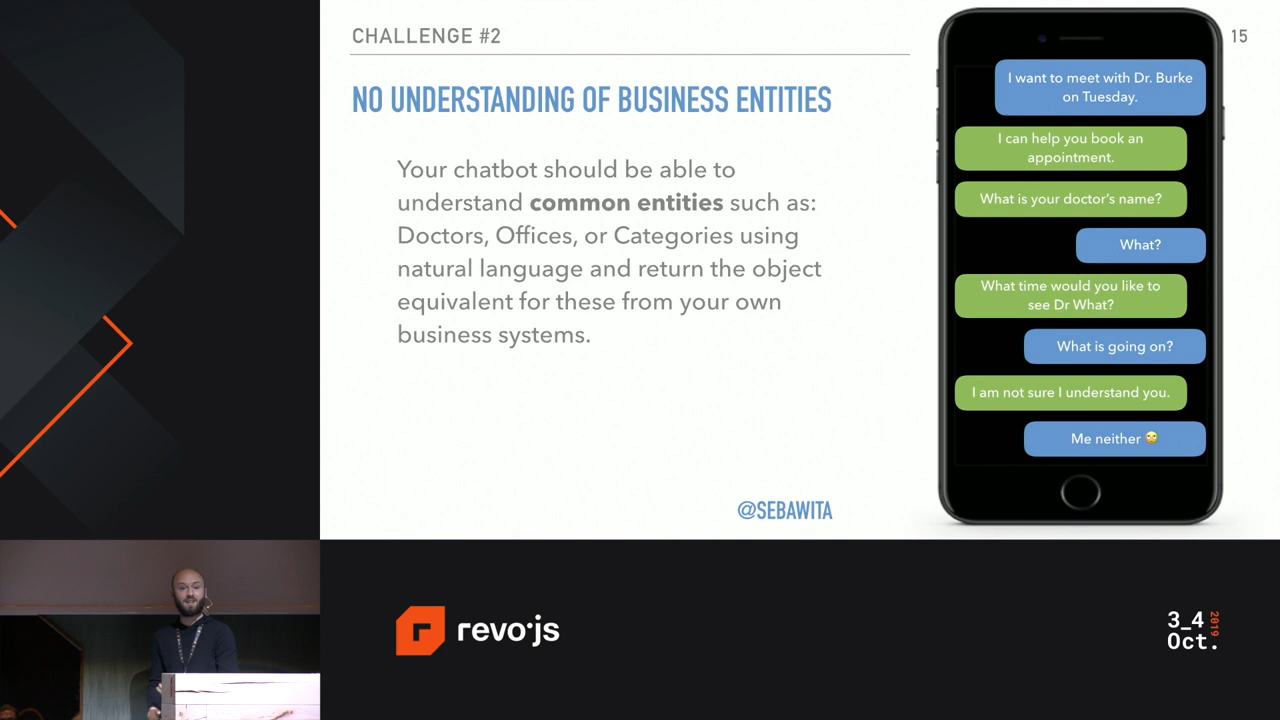 CHALLENGE #2
15
NO UNDERSTANDING OF BUSINESS ENTITIES
Your chatbot should be able to
understand common entities such as:
Doctors, Offices, or Categories using
natural language and return the object
equivalent for these from your own
business systems.
@SEBAWITA
I want to meet with Dr. Burke
on Tuesday.
I can help you book an
appointment.
What is your doctor's name?
What?
What time would you like to
see Dr What?
What is going on?
I am not sure I understand you.
Me neither 🙄
r revo·js
3_4 2019
Oct.